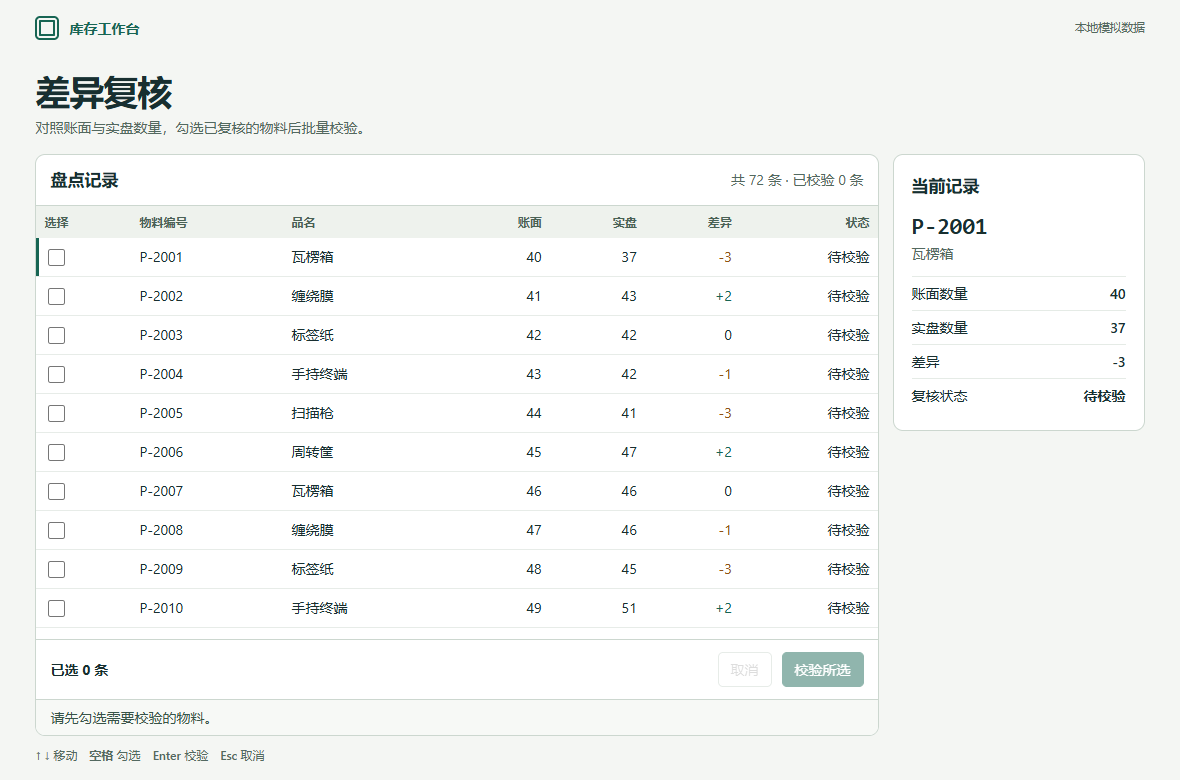 库存工作台 本地模拟数据
差异复核
对照账面与实盘数量，勾选已复核的物料后批量校验。
盘点记录 共 72 条 · 已校验 0 条
选择 物料编号 品名 账面 实盘 差异 状态
P-2001 瓦楞箱 40 37 -3 待校验
P-2002 缠绕膜 41 43 +2 待校验
P-2003 标签纸 42 42 0 待校验
P-2004 手持终端 43 42 -1 待校验
P-2005 扫描枪 44 41 -3 待校验
P-2006 周转筐 45 47 +2 待校验
P-2007 瓦楞箱 46 46 0 待校验
P-2008 缠绕膜 47 46 -1 待校验
P-2009 标签纸 48 45 -3 待校验
P-2010 手持终端 49 51 +2 待校验
已选 0 条 取消 校验所选
请先勾选需要校验的物料。
↑ ↓ 移动 空格 勾选 Enter 校验 Esc 取消
当前记录
P-2001
瓦楞箱
账面数量 40
实盘数量 37
差异 -3
复核状态 待校验